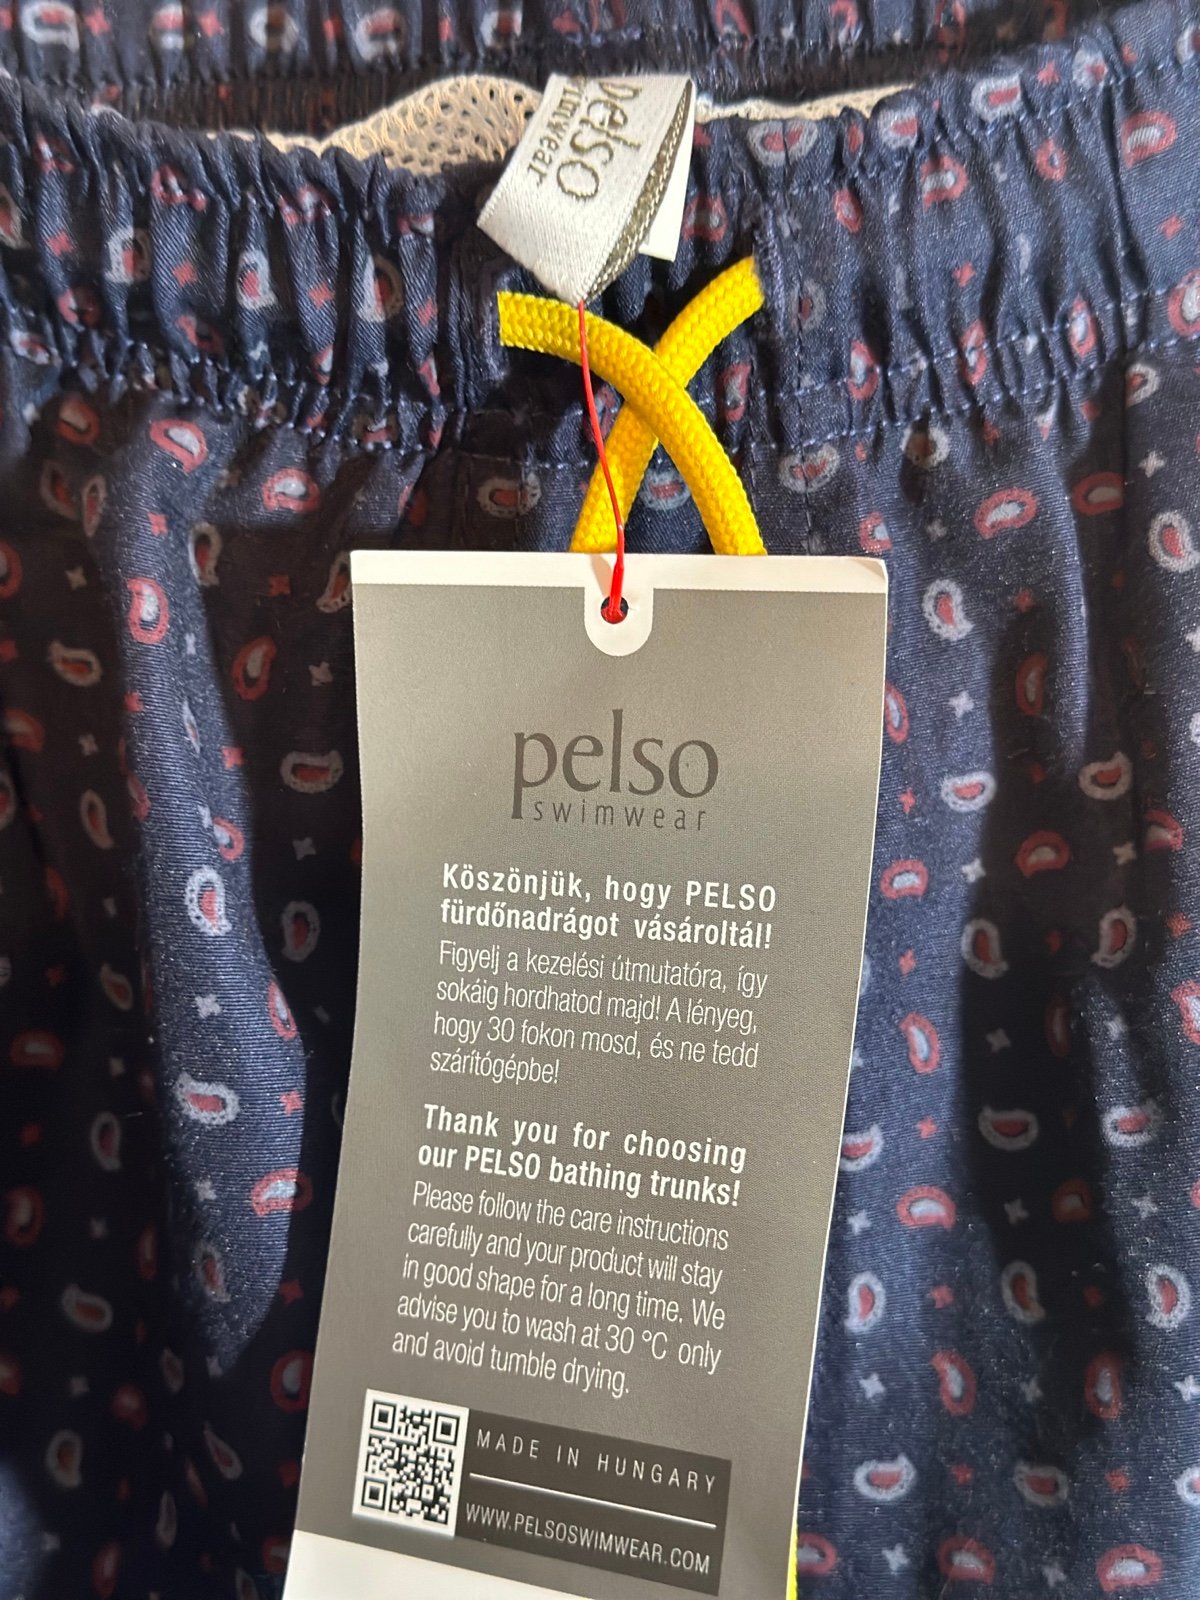 pelso
swimwear
pelso
swimwear
Köszönjük, hogy PELSO
fürdőnadrágot vásároltál!
Figyelj a kezelési útmutatóra, így
sokáig hordhatod majd! A lényeg,
hogy 30 fokon mosd, és ne tedd
szárítógépbe!
Thank you for choosing
our PELSO bathing trunks!
Please follow the care instructions
carefully and your product will stay
in good shape for a long time. We
advise you to wash at 30 °C only
and avoid tumble drying.
MADE IN HUNGARY
WWW.PELSOSWIMWEAR.COM